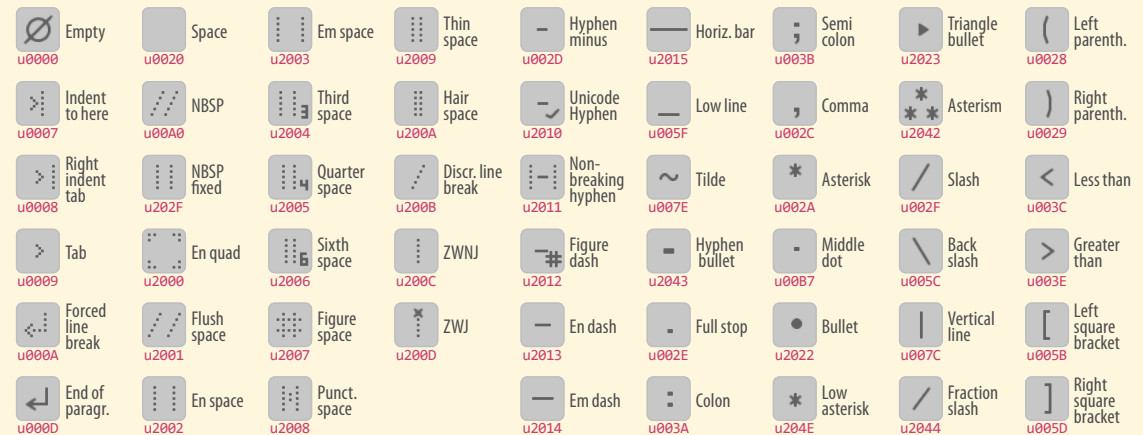 Empty
u0000
Space
u0020
Em space
u2003
Thin
space
u2009
Hyphen
minus
u002D
Horiz. bar
u2015
Semi
colon
u003B
Triangle
bullet
u2023
Left
parenth.
u0028
Indent
to here
u0007
NBSP
u00A0
3
Third
space
u2004
Hair
space
u200A
Unicode
Hyphen
u2010
Low line
u005F
Comma
u002C
Asterism
u2042
Right
parenth.
u0029
Right
indent
tab
u0008
NBSP
fixed
u202F
4
Quarter
space
u2005
Discr. line
break
u200B
Non-
breaking
hyphen
u2011
Tilde
u007E
Asterisk
u002A
Slash
u002F
Less than
u003C
Tab
u0009
En quad
u2000
6
Sixth
space
u2006
ZWNJ
u200C
Figure
dash
u2012
Hyphen
bullet
u2043
Middle
dot
u00B7
Back
slash
u005C
Greater
than
u003E
Forced
line
break
u000A
Flush
space
u2001
Figure
space
u2007
ZWJ
u200D
En dash
u2013
Full stop
u002E
Bullet
u2022
Vertical
line
u007C
Left
square
bracket
u005B
End of
paragr.
u000D
En space
u2002
Punct.
space
u2008
Em dash
u2014
Colon
u003A
Low
asterisk
u204E
Fraction
slash
u2044
Right
square
bracket
u005D